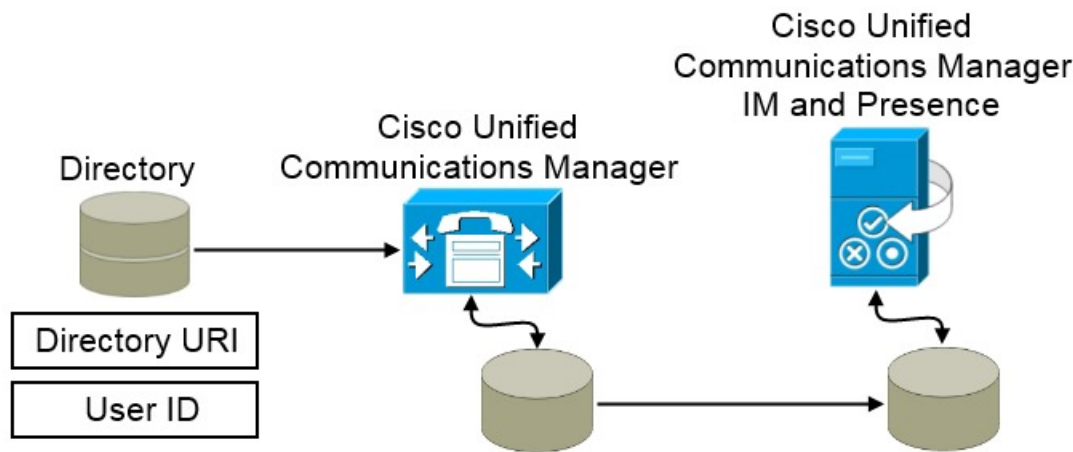 Directory
Directory URI
User ID
Cisco Unified
Communications Manager
Cisco Unified
Communications Manager
IM and Presence